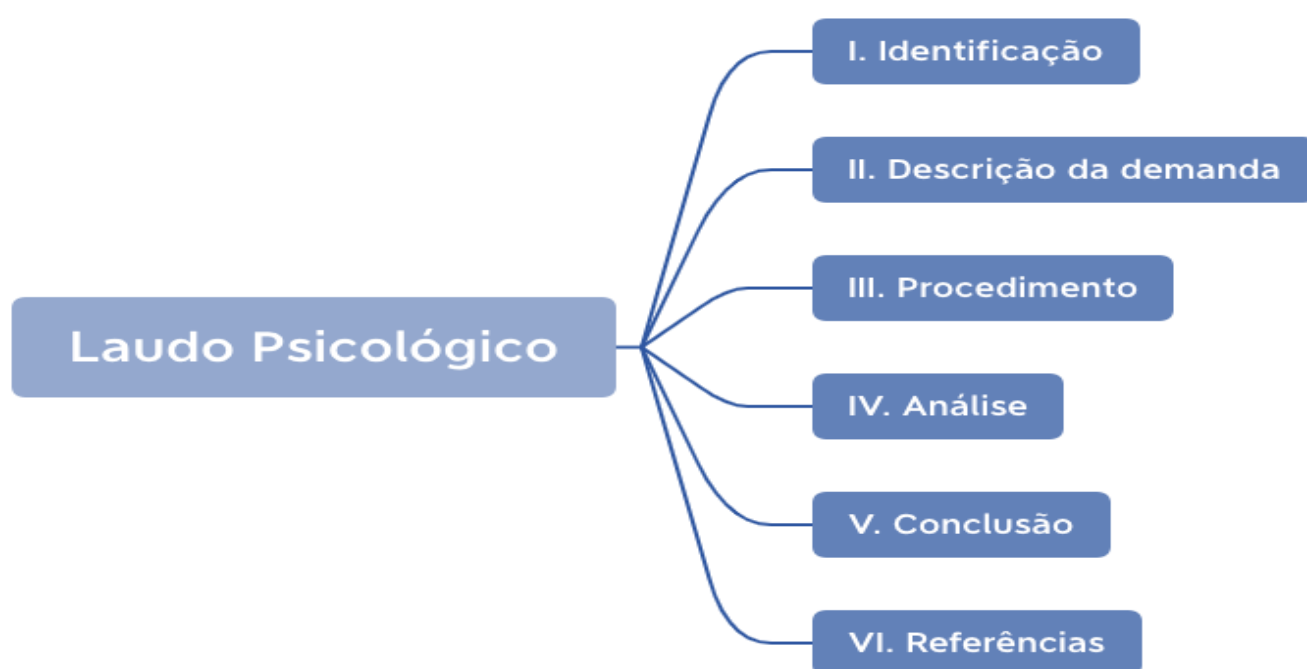 Laudo Psicológico
I. Identificação
II. Descrição da demanda
III. Procedimento
IV. Análise
V. Conclusão
VI. Referências